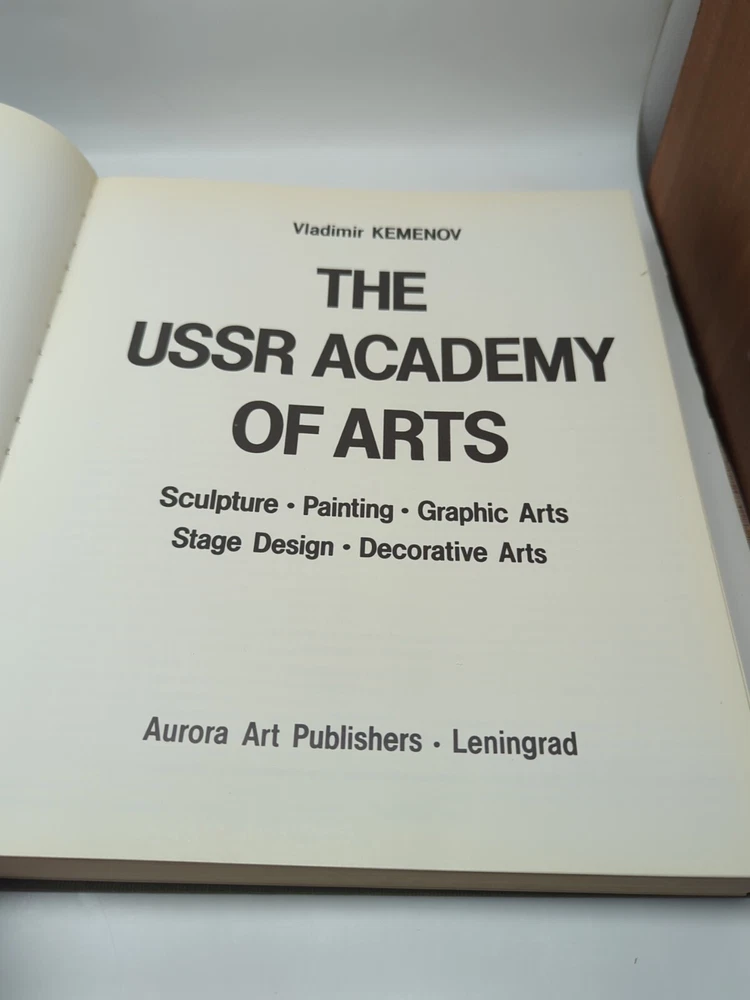 Vladimir KEMENOV
THE
USSR ACADEMY
OF ARTS
Sculpture • Painting • Graphic Arts
Stage Design • Decorative Arts
Aurora Art Publishers • Leningrad